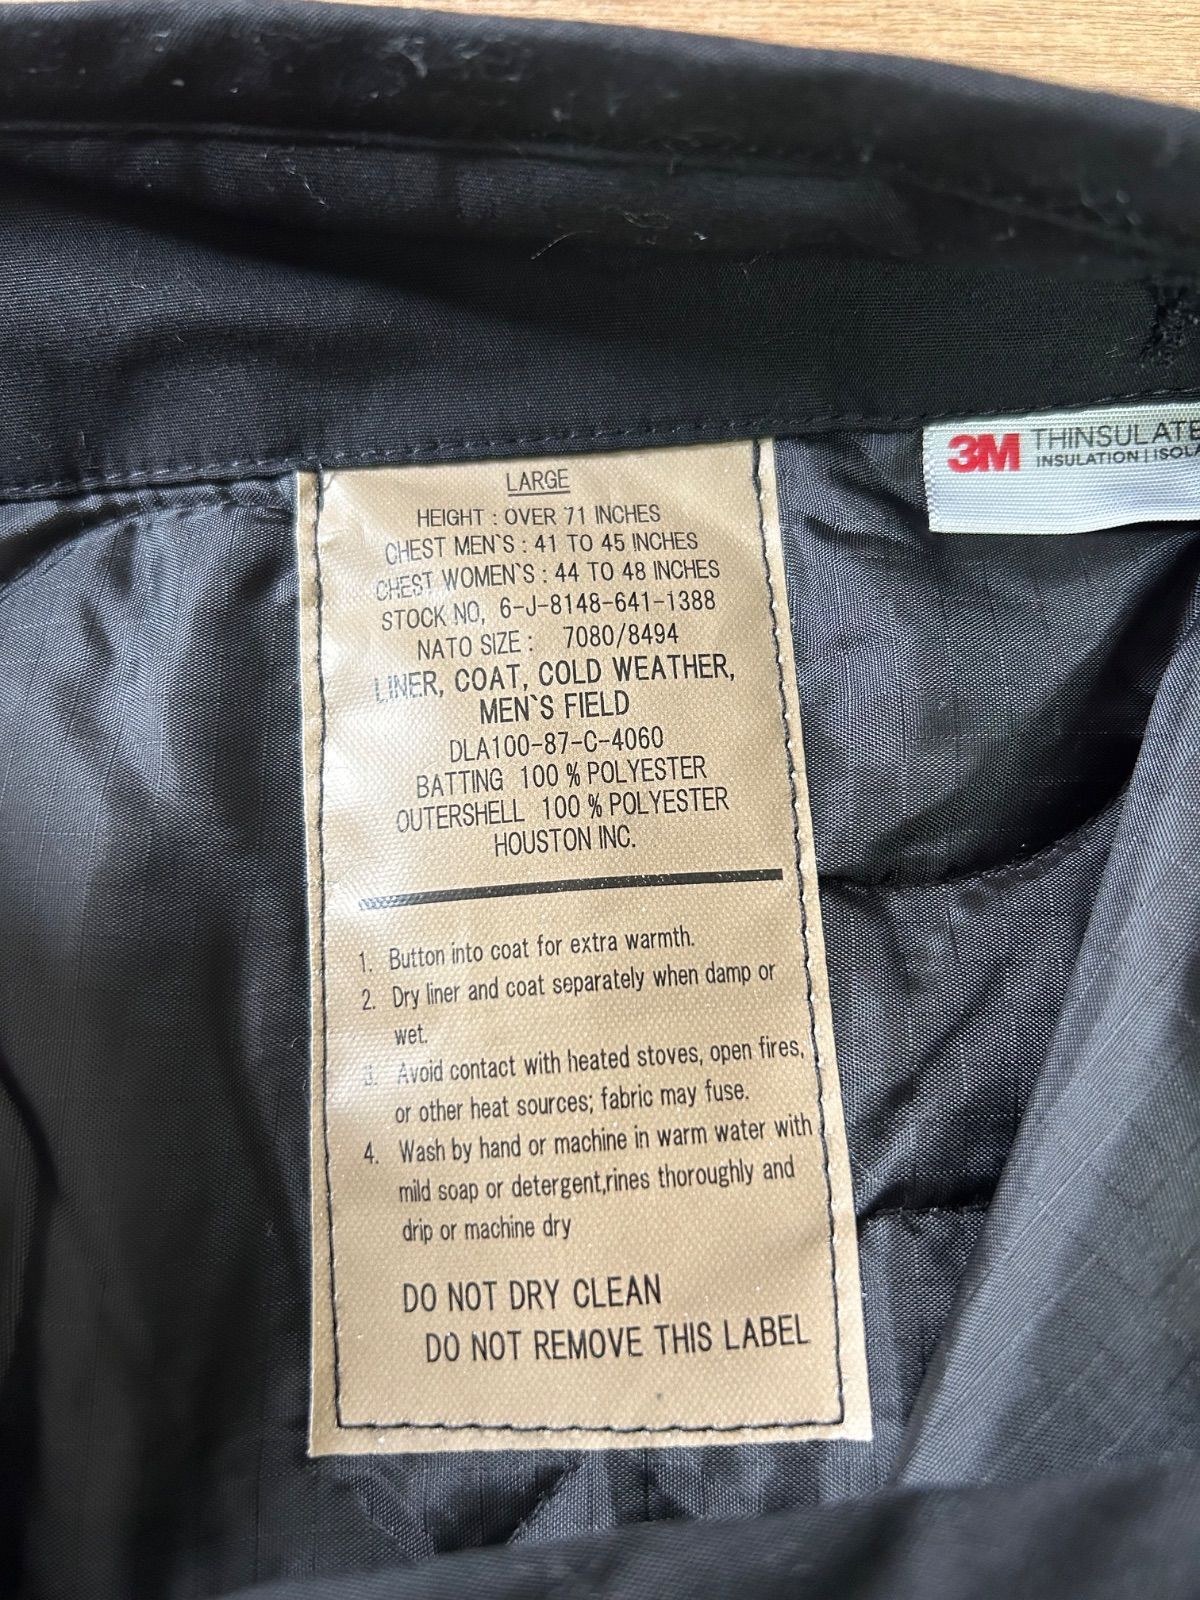 LARGE
HEIGHT : OVER 71 INCHES
CHEST MEN`S : 41 TO 45 INCHES
CHEST WOMEN`S : 44 TO 48 INCHES
STOCK NO, 6-J-8148-641-1388
NATO SIZE : 7080/8494
LINER, COAT, COLD WEATHER,
MEN`S FIELD
DLA100-87-C-4060
BATTING 100 % POLYESTER
OUTERSHELL 100 % POLYESTER
HOUSTON INC.
1. Button into coat for extra warmth.
2. Dry liner and coat separately when damp or
wet.
3. Avoid contact with heated stoves, open fires,
or other heat sources; fabric may fuse.
4. Wash by hand or machine in warm water with
mild soap or detergent,rines thoroughly and
drip or machine dry
DO NOT DRY CLEAN
DO NOT REMOVE THIS LABEL
3M THINSULATE
INSULATION | ISOLA